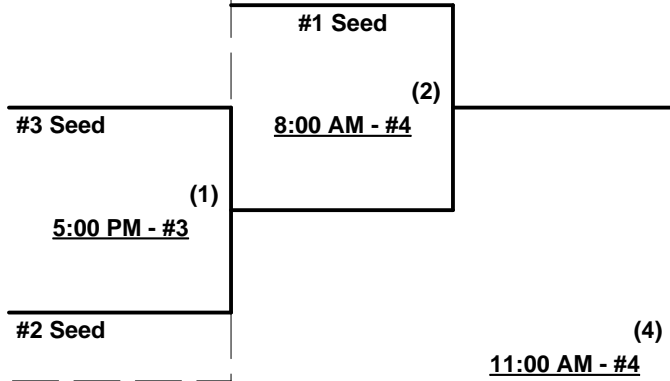 #1 Seed
(2)
#3 Seed
8:00 AM - #4
(1)
5:00 PM - #3
#2 Seed
(4)
11:00 AM - #4